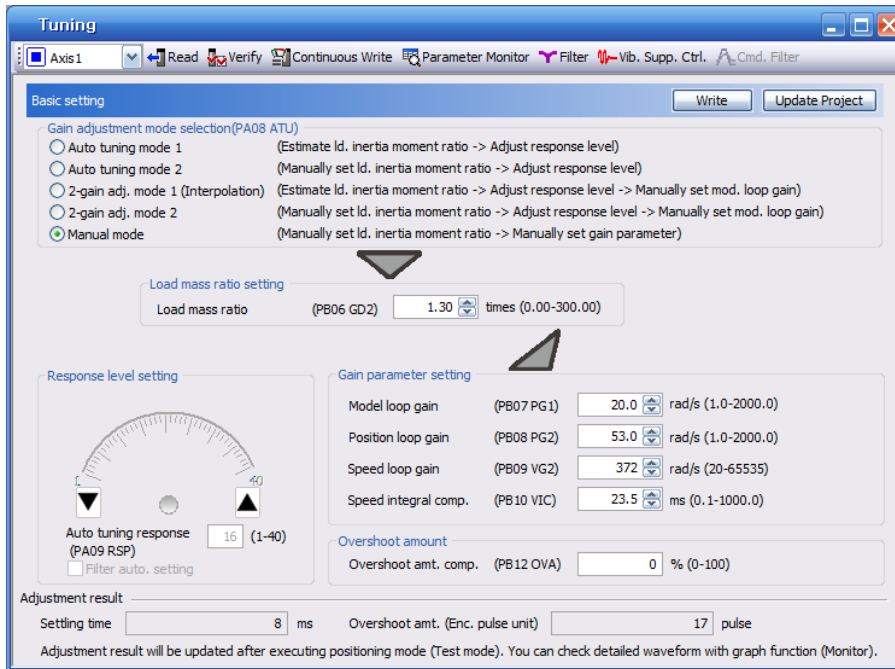 Tuning
Axis1 Read Verify Continuous Write Parameter Monitor Filter Vib. Supp. Ctrl. Cmd. Filter
Basic setting Write Update Project
Gain adjustment mode selection(PA08 ATU)
Auto tuning mode 1 (Estimate ld. inertia moment ratio -> Adjust response level)
Auto tuning mode 2 (Manually set ld. inertia moment ratio -> Adjust response level)
2-gain adj. mode 1 (Interpolation) (Estimate ld. inertia moment ratio -> Adjust response level -> Manually set mod. loop gain)
2-gain adj. mode 2 (Manually set ld. inertia moment ratio -> Adjust response level -> Manually set mod. loop gain)
Manual mode (Manually set ld. inertia moment ratio -> Manually set gain parameter)
Load mass ratio setting
Load mass ratio (PB06 GD2) 1.30 times (0.00-300.00)
Response level setting
1 40
Auto tuning response
(PA09 RSP) 16 (1-40)
Filter auto. setting
Gain parameter setting
Model loop gain (PB07 PG1) 20.0 rad/s (1.0-2000.0)
Position loop gain (PB08 PG2) 53.0 rad/s (1.0-2000.0)
Speed loop gain (PB09 VG2) 372 rad/s (20-65535)
Speed integral comp. (PB10 VIC) 23.5 ms (0.1-1000.0)
Overshoot amount
Overshoot amt. comp. (PB12 OVA) 0 % (0-100)
Adjustment result
Settling time 8 ms Overshoot amt. (Enc. pulse unit) 17 pulse
Adjustment result will be updated after executing positioning mode (Test mode). You can check detailed waveform with graph function (Monitor).